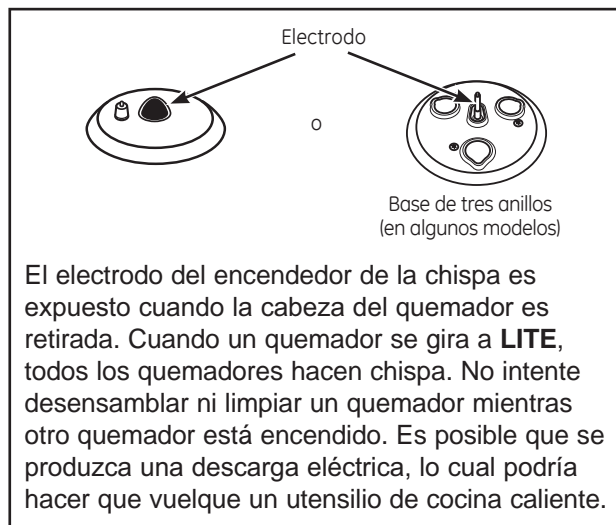 Electrodo
o
Base de tres anillos
(en algunos modelos)
El electrodo del encendedor de la chispa es
expuesto cuando la cabeza del quemador es
retirada. Cuando un quemador se gira a LITE,
todos los quemadores hacen chispa. No intente
desensamblar ni limpiar un quemador mientras
otro quemador está encendido. Es posible que se
produzca una descarga eléctrica, lo cual podría
hacer que vuelque un utensilio de cocina caliente.